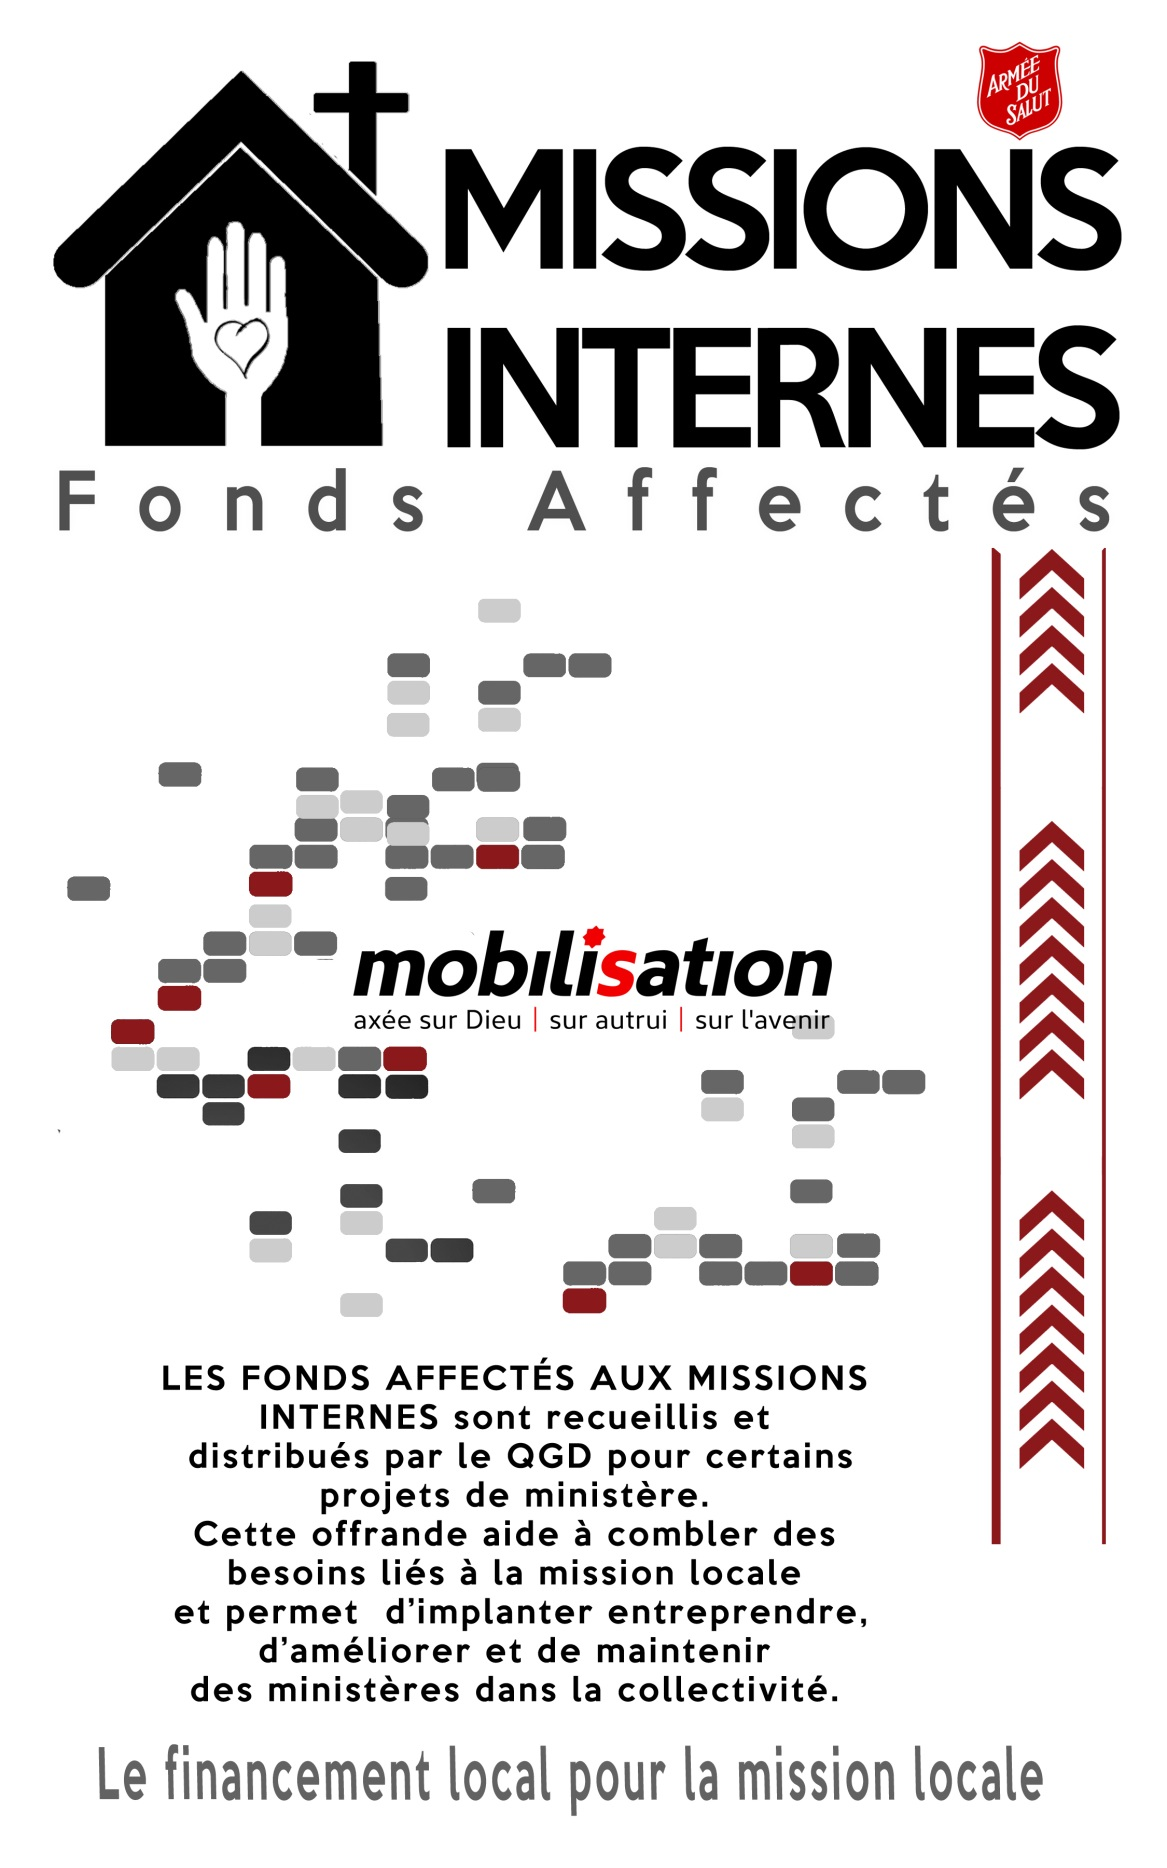 ARMÉE
DU
SALUT
MISSIONS
INTERNES
Fonds Affectés
mobilisation
axée sur Dieu | sur autrui | sur l'avenir
LES FONDS AFFECTÉS AUX MISSIONS
INTERNES sont recueillis et
distribués par le QGD pour certains
projets de ministère.
Cette offrande aide à combler des
besoins liés à la mission locale
et permet d’implanter entreprendre,
d’améliorer et de maintenir
des ministères dans la collectivité.
Le financement local pour la mission locale